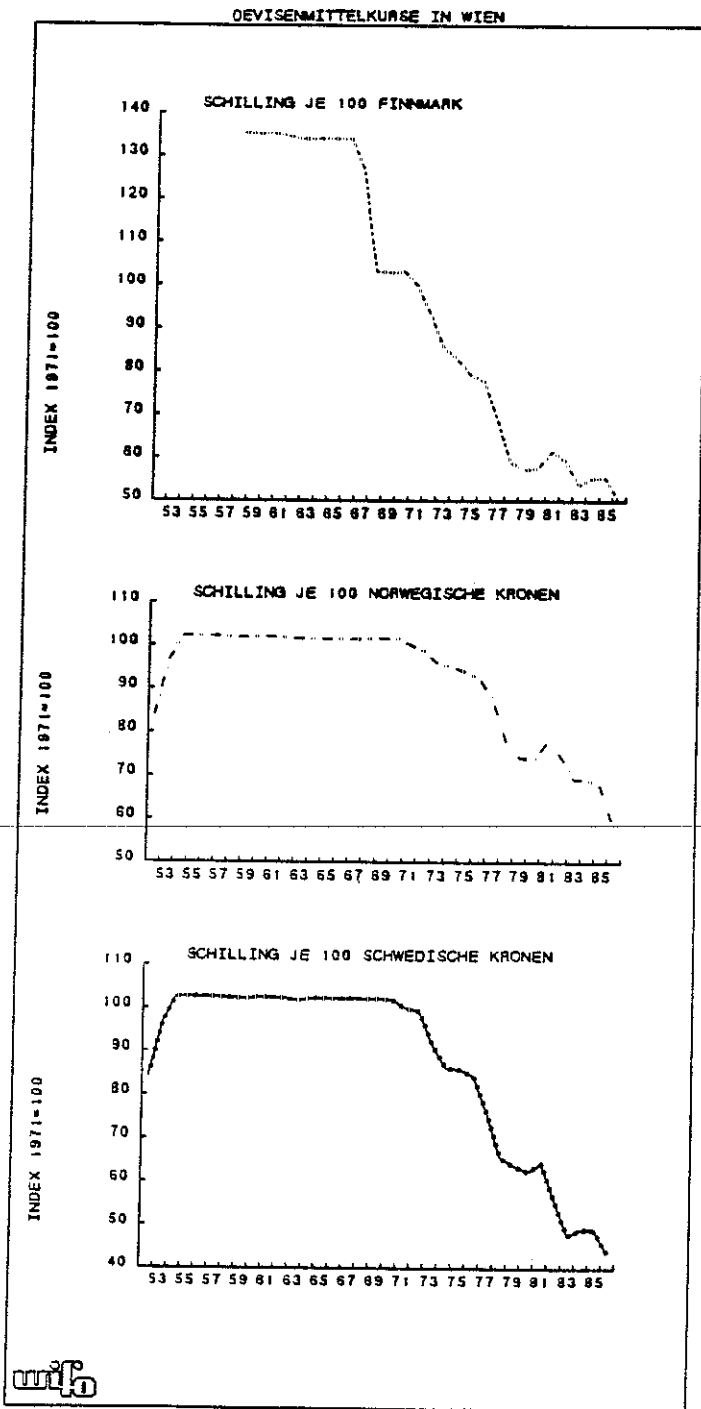 DEVISENMITTELKURSE IN WIEN
SCHILLING JE 100 FINNMARK
140
130
120
110
100
90
80
70
60
50
INDEX 1971=100
53 55 57 59 61 63 65 67 69 71 73 75 77 79 81 83 85
SCHILLING JE 100 NORWEGISCHE KRONEN
110
100
90
80
70
60
50
INDEX 1971=100
53 55 57 59 61 63 65 67 69 71 73 75 77 79 81 83 85
SCHILLING JE 100 SCHWEDISCHE KRONEN
110
100
90
80
70
60
50
40
INDEX 1971=100
53 55 57 59 61 63 65 67 69 71 73 75 77 79 81 83 85
wifo